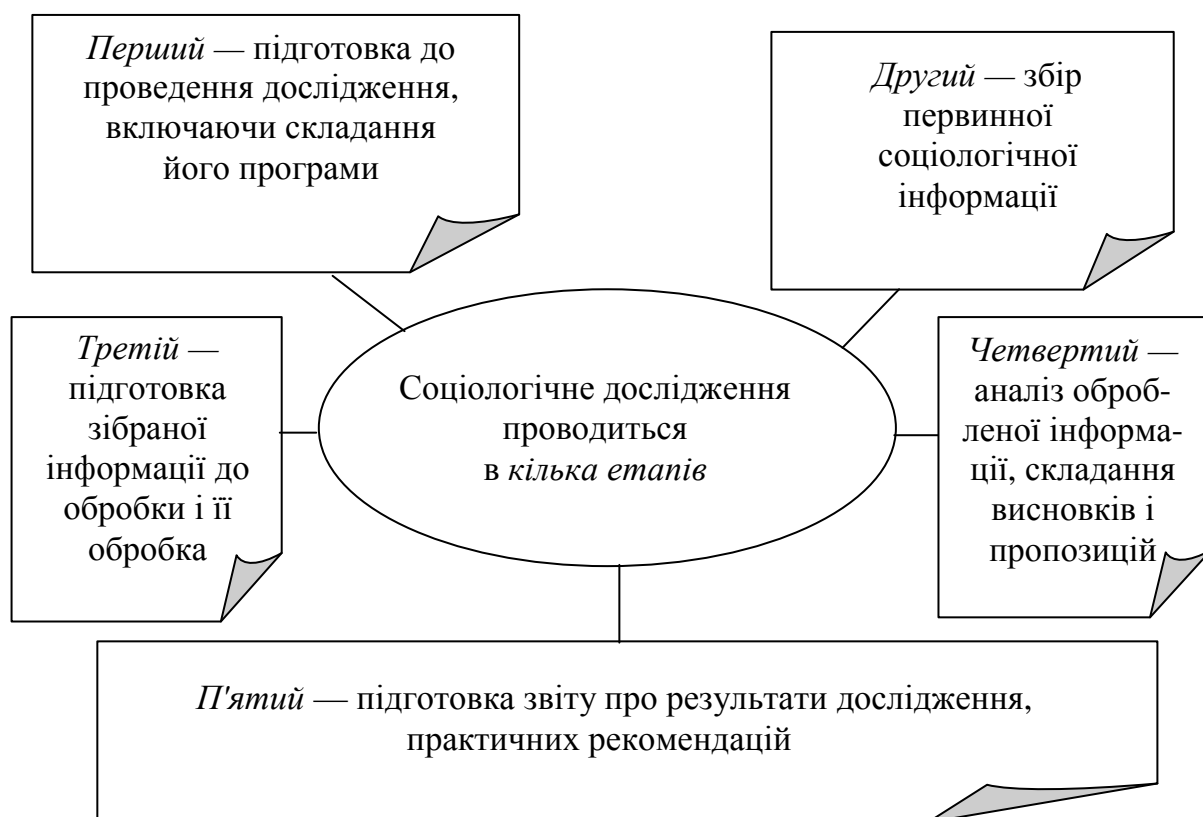 Перший — підготовка до
проведення дослідження,
включаючи складання
його програми
Другий — збір
первинної
соціологічної
інформації
Третій —
підготовка
зібраної
інформації до
обробки і її
обробка
Соціологічне дослідження
проводиться
в кілька етапів
Четвертий —
аналіз оброб-
леної інформа-
ції, складання
висновків і
пропозицій
П'ятий — підготовка звіту про результати дослідження,
практичних рекомендацій